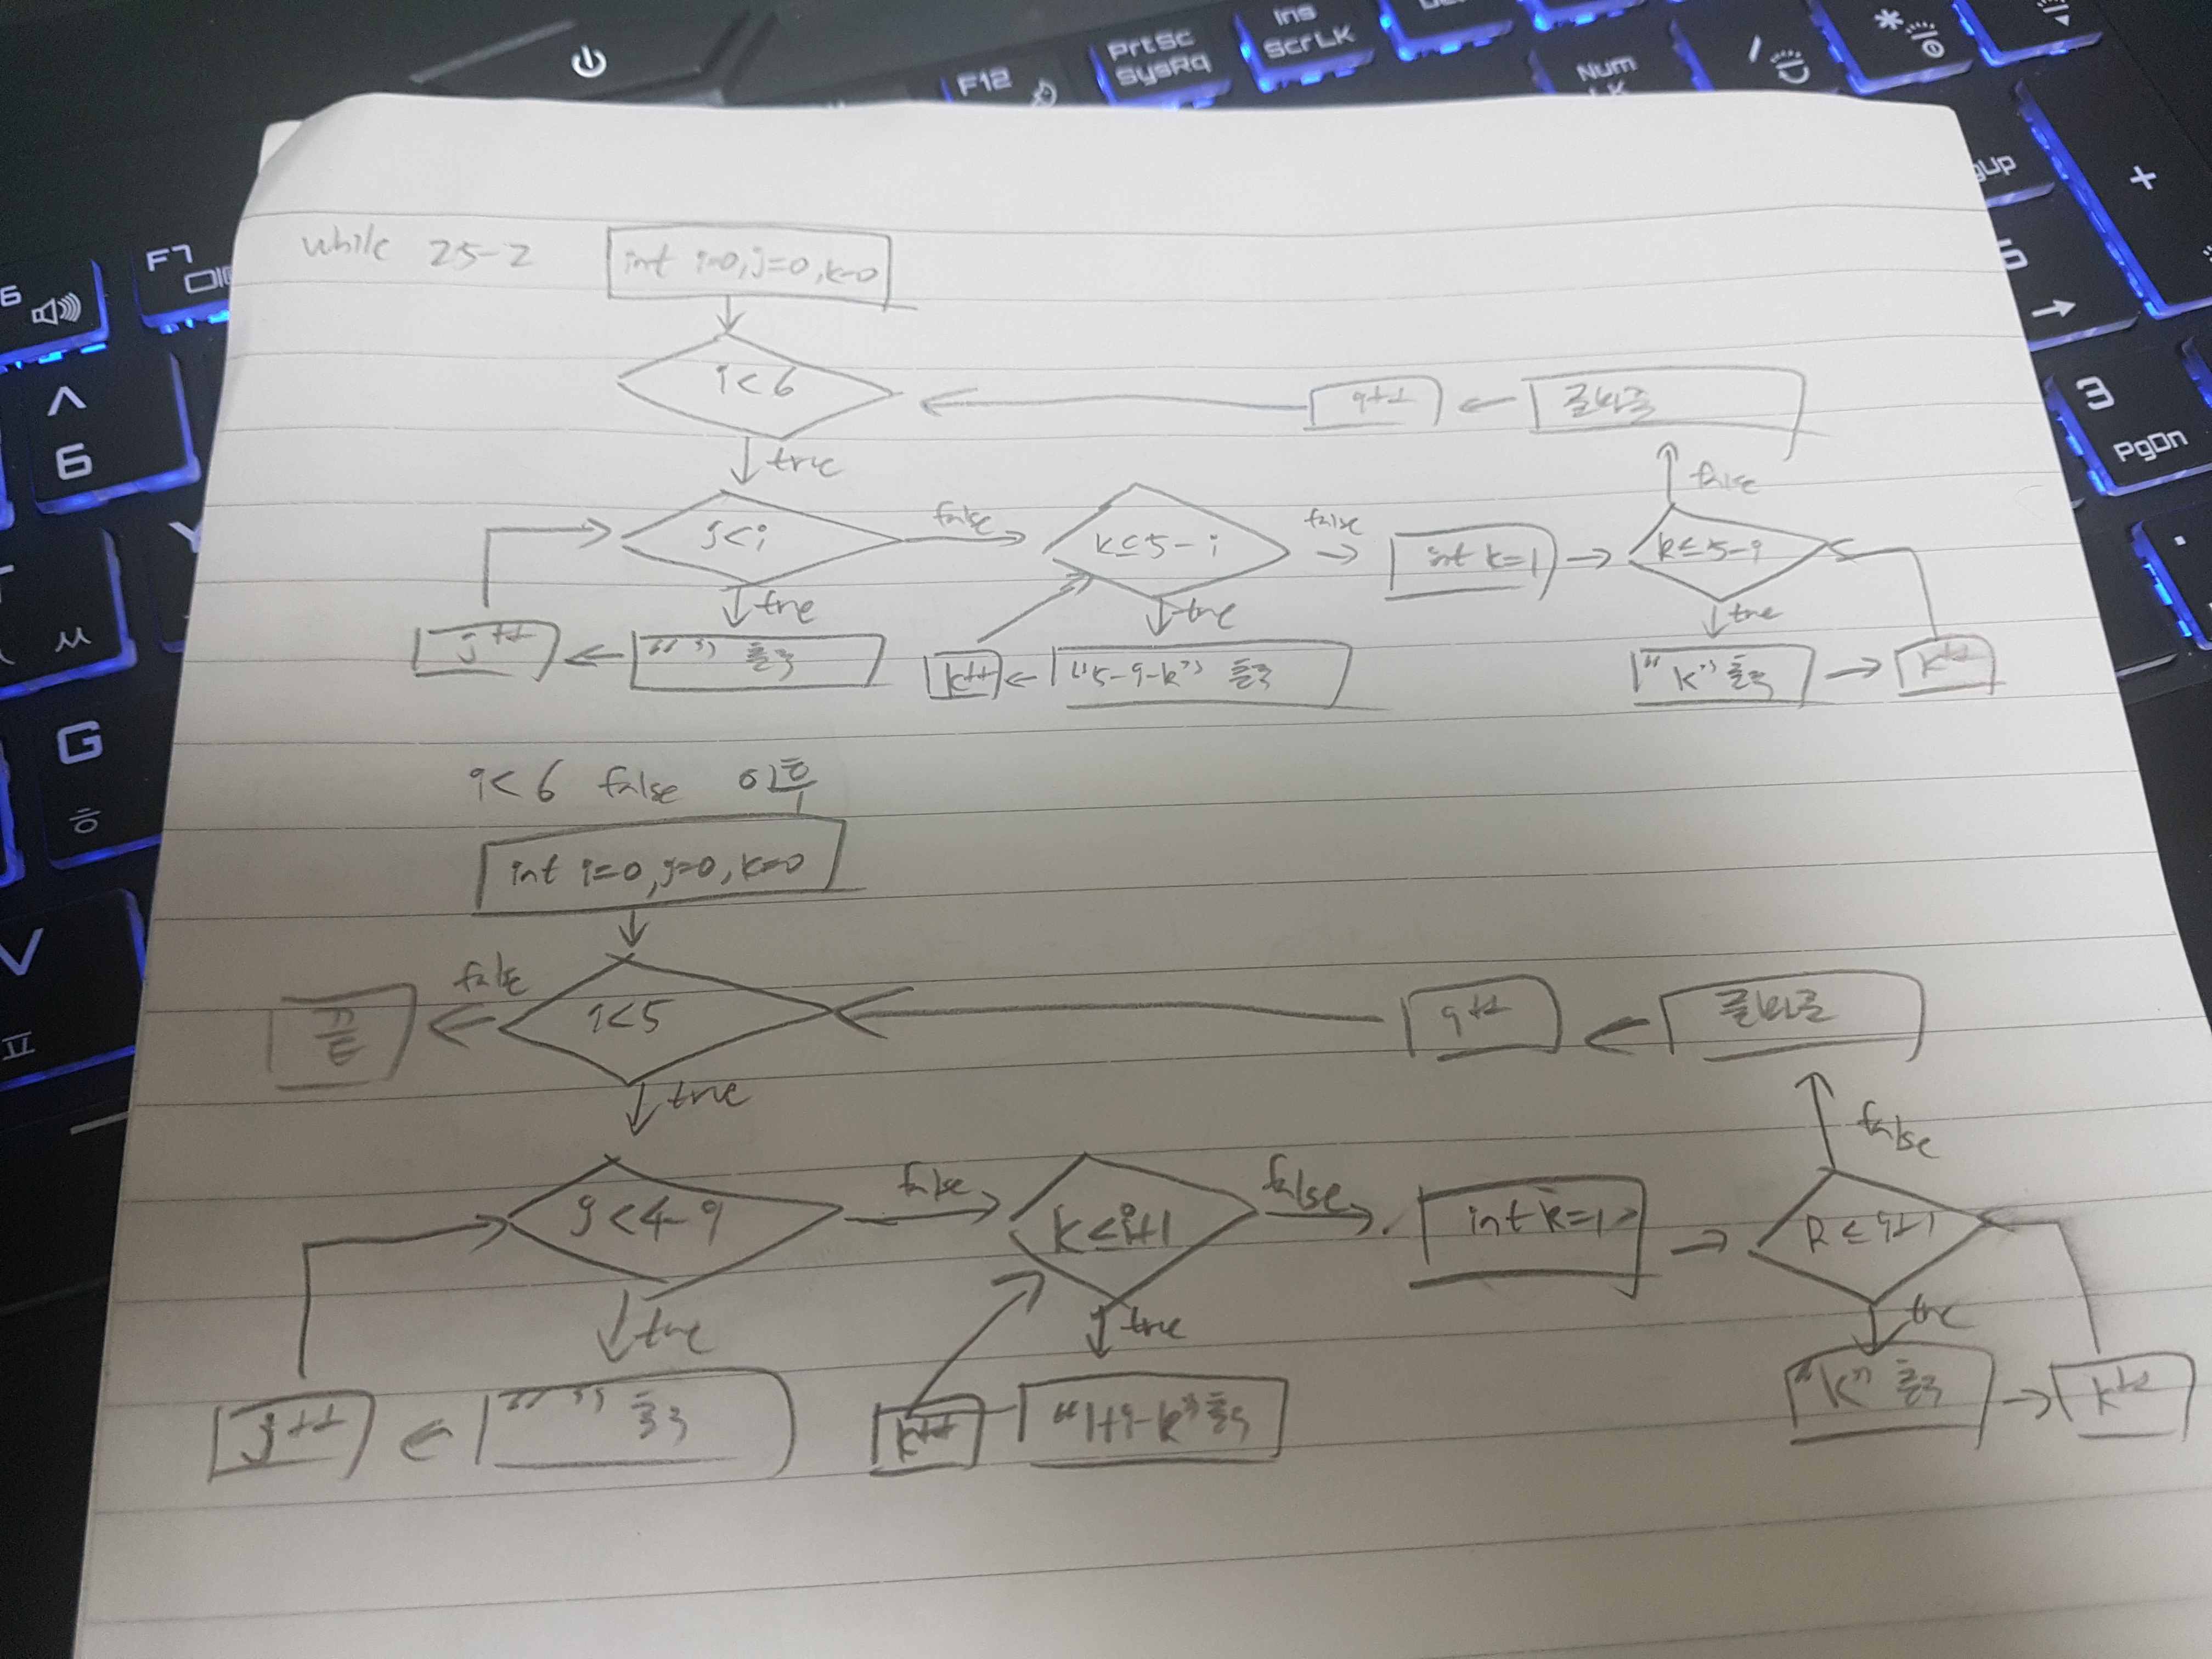 PrtSc
SysRq
Ins
ScrLK
F12
Num
LK
F7
6
^
6
G
ㅎ
V
ㅍ
3
PgDn
+
while 25-2
int i=0, j=0, k=0
i<6
i++
줄바꿈
true
false
j<i
false
k≤5-i
false
int k=1
k≤5-i
true
true
true
j++
" " 출력
k++
"5-i-k" 출력
"k" 출력
k++
i<6 false 이후
int i=0, j=0, k=0
false
i<5
i++
줄바꿈
끝
true
false
j<4-i
false
k≤i+1
false
int k=1
k≤i+1
true
true
true
j++
" " 출력
k++
"1+i-k" 출력
"k" 출력
k++